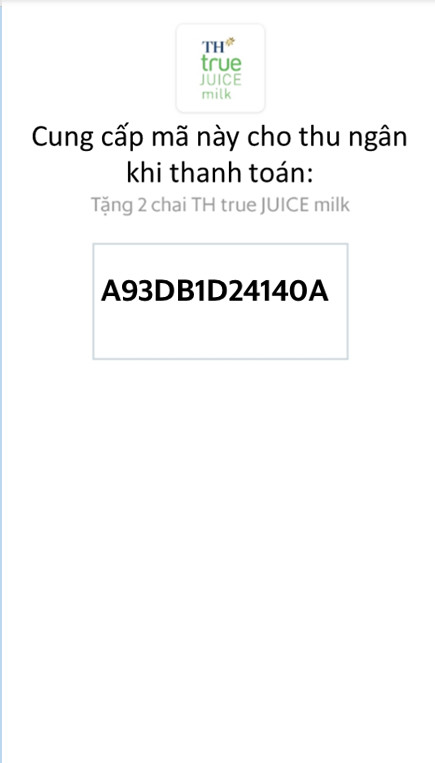 TH
true
JUICE
milk
Cung cấp mã này cho thu ngân
khi thanh toán:
Tặng 2 chai TH true JUICE milk
A93DB1D24140A